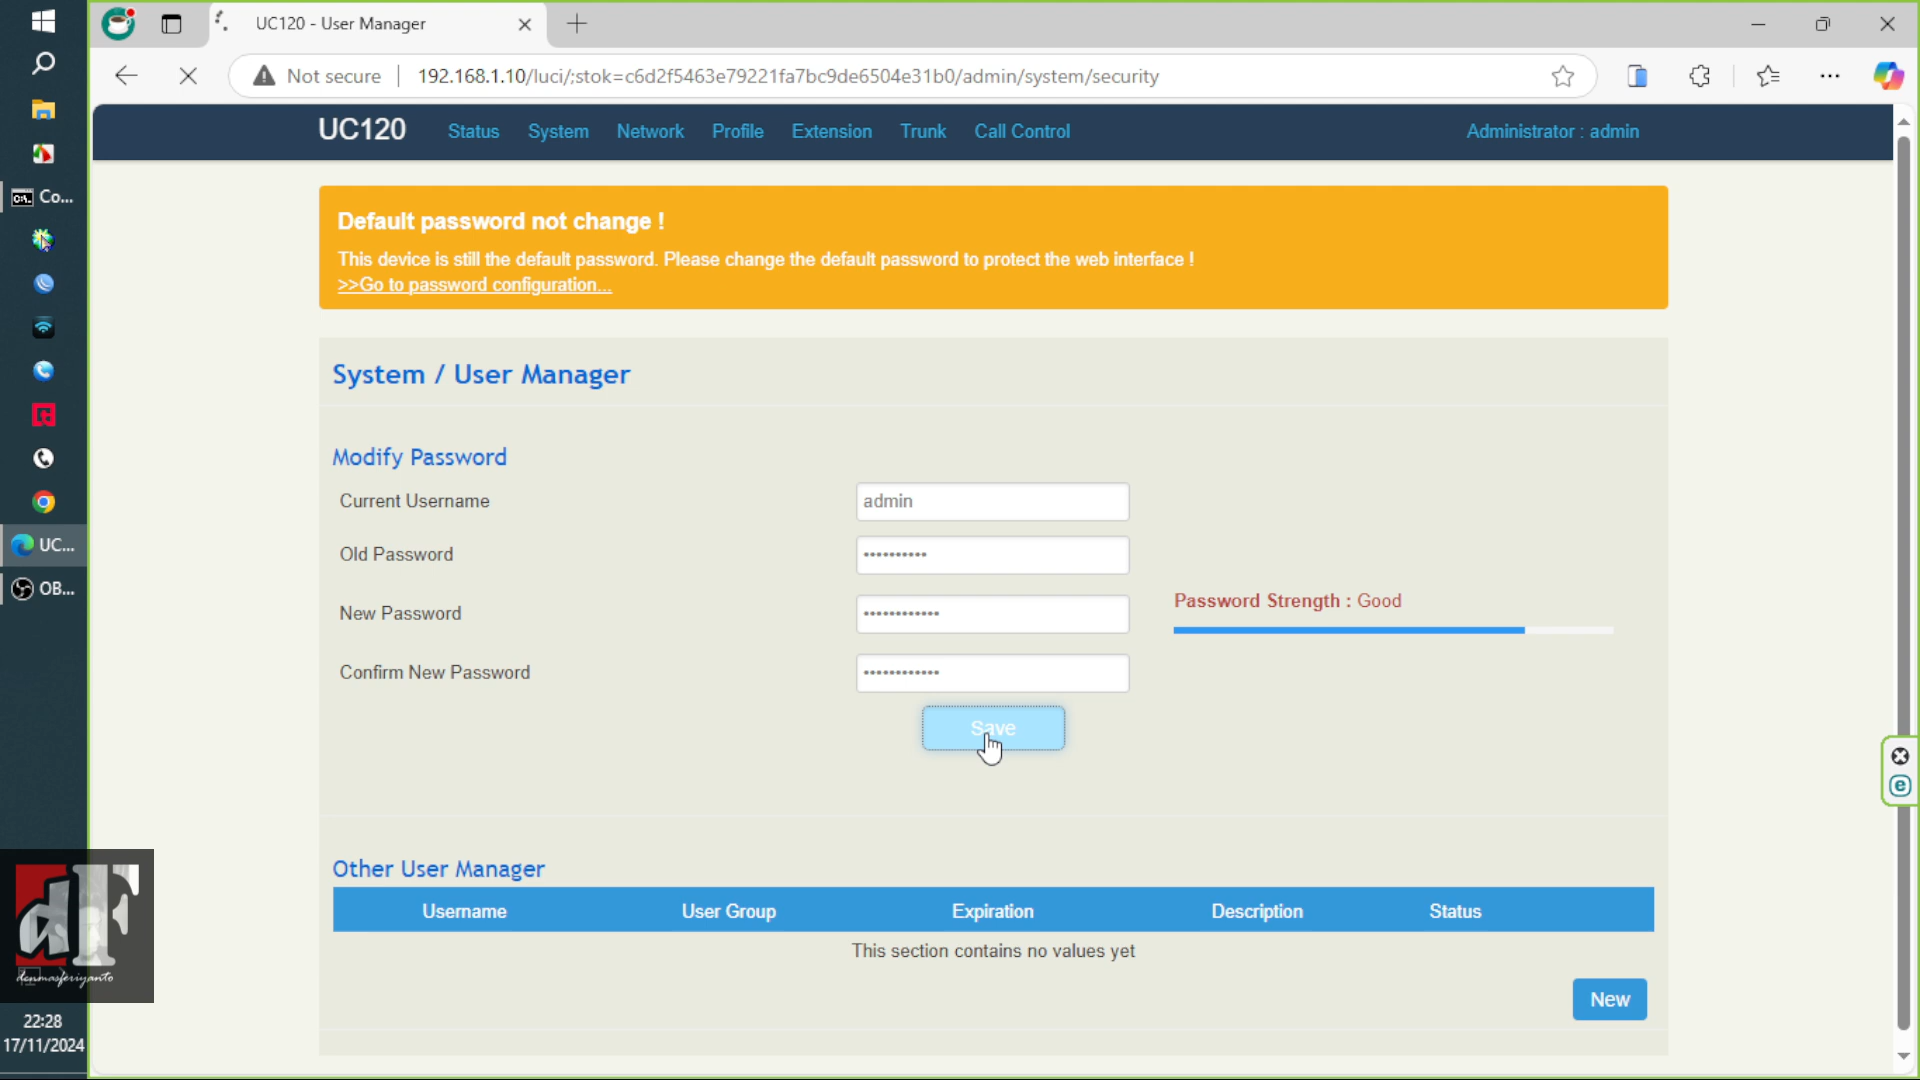 UC120 - User Manager
Not secure
192.168.1.10/luci/;stok=c6d2f5463e79221fa7bc9de6504e31b0/admin/system/security
UC120 Status System Network Profile Extension Trunk Call Control Administrator : admin
Default password not change !
This device is still the default password. Please change the default password to protect the web interface !
>>Go to password configuration...
System / User Manager
Modify Password
Current Username admin
Old Password ••••••••••
New Password ••••••••••••
Password Strength : Good
Confirm New Password ••••••••••••
Save
Other User Manager
Username User Group Expiration Description Status
This section contains no values yet
New
Co...
UC...
OB...
dF
denmasferiyanto
22:28
17/11/2024